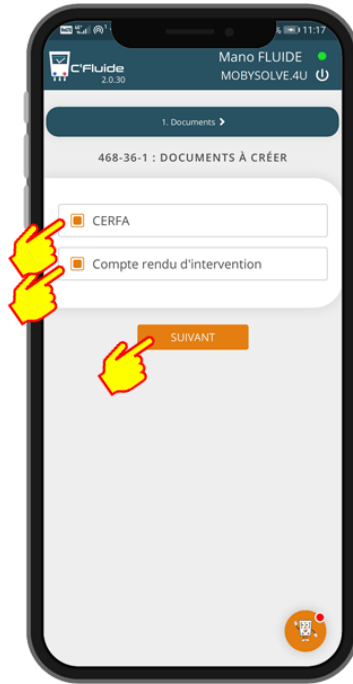 11:17
C'Fluide
2.0.30
Mano FLUIDE
MOBYSOLVE.4U
1. Documents
468-36-1 : DOCUMENTS À CRÉER
CERFA
Compte rendu d'intervention
SUIVANT